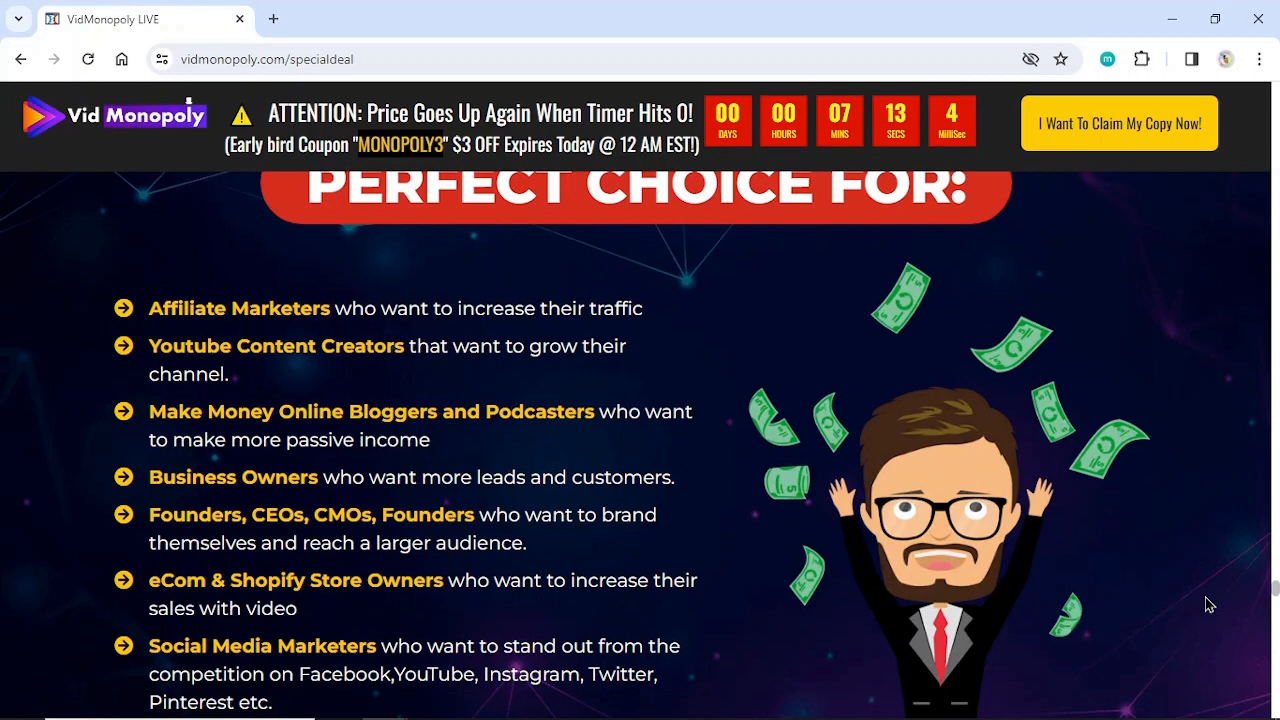 VidMonopoly LIVE
vidmonopoly.com/specialdeal
m
Vid Monopoly
ATTENTION: Price Goes Up Again When Timer Hits 0!
(Early bird Coupon "MONOPOLY3" $3 OFF Expires Today @ 12 AM EST!)
00 00 07 13 4
DAYS HOURS MINS SECS MilliSec
I Want To Claim My Copy Now!
PERFECT CHOICE FOR:
Affiliate Marketers who want to increase their traffic
Youtube Content Creators that want to grow their
channel.
Make Money Online Bloggers and Podcasters who want
to make more passive income
Business Owners who want more leads and customers.
Founders, CEOs, CMOs, Founders who want to brand
themselves and reach a larger audience.
eCom & Shopify Store Owners who want to increase their
sales with video
Social Media Marketers who want to stand out from the
competition on Facebook,YouTube, Instagram, Twitter,
Pinterest etc.